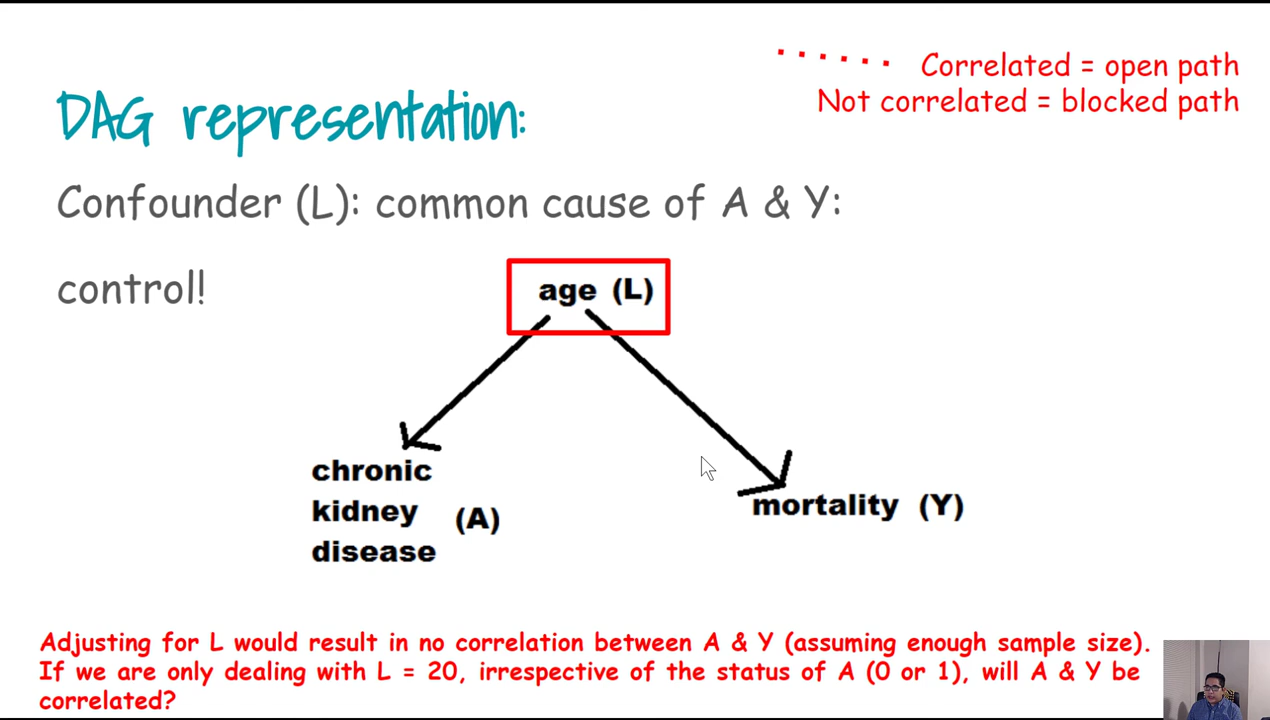 Correlated = open path
Not correlated = blocked path
DAG representation:
Confounder (L): common cause of A & Y:
control!
age (L)
chronic
kidney (A)
disease
mortality (Y)
Adjusting for L would result in no correlation between A & Y (assuming enough sample size).
If we are only dealing with L = 20, irrespective of the status of A (0 or 1), will A & Y be
correlated?